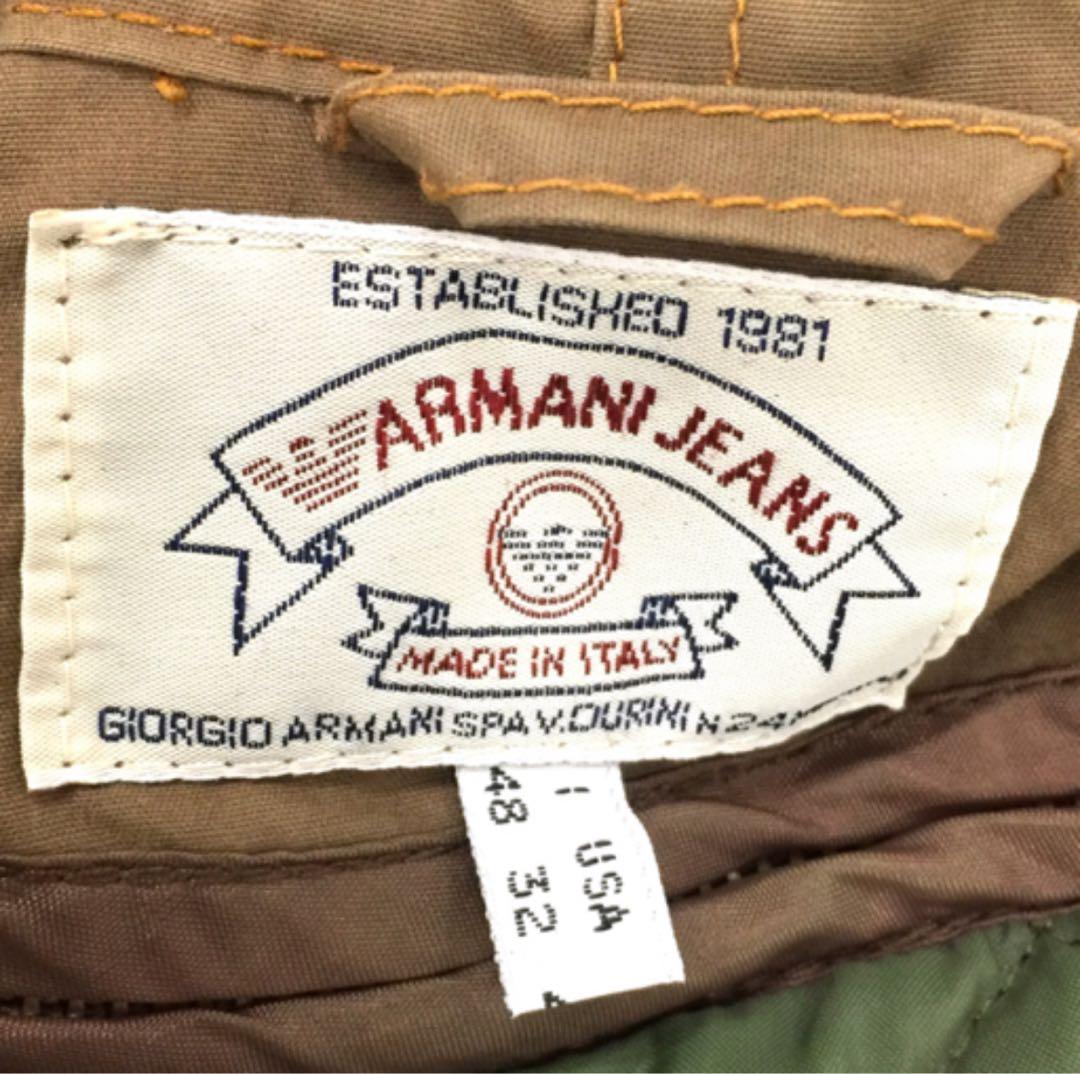 ESTABLISHED 1981
ARMANI JEANS
MADE IN ITALY
GIORGIO ARMANI SPA V. DURINI N 24
I USA
48 32